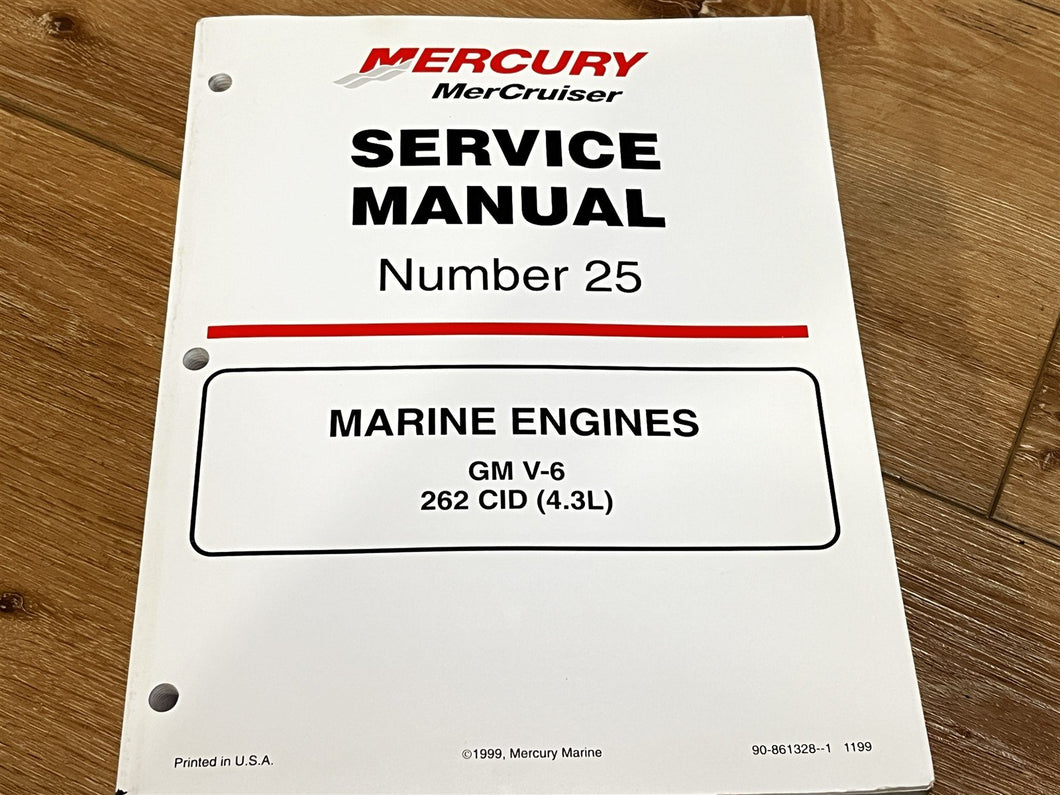 MERCURY
MerCruiser
SERVICE
MANUAL
Number 25
MARINE ENGINES
GM V-6
262 CID (4.3L)
Printed in U.S.A.
©1999, Mercury Marine
90-861328--1 1199